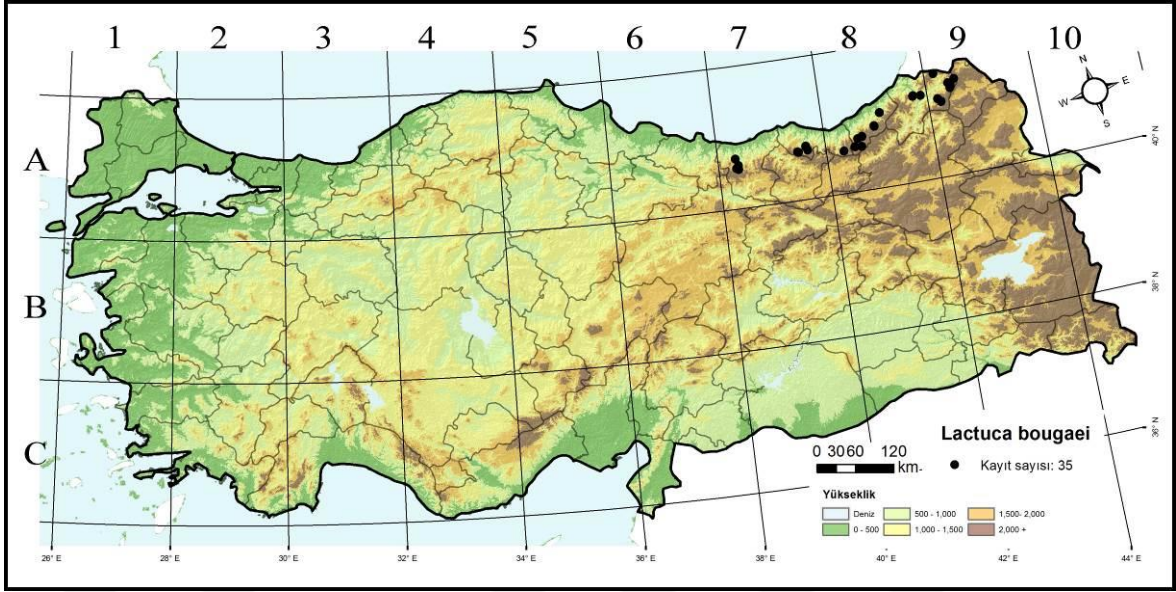 1 2 3 4 5 6 7 8 9 10
N
W E
S
A
40° N
B
38° N
C
36° N
Lactuca bougaei
0 30 60 120
km
Kayıt sayısı: 35
Yükseklik
Deniz 500 - 1,000 1,500- 2,000
0 - 500 1,000 - 1,500 2,000 +
26° E 28° E 30° E 32° E 34° E 36° E 38° E 40° E 42° E 44° E